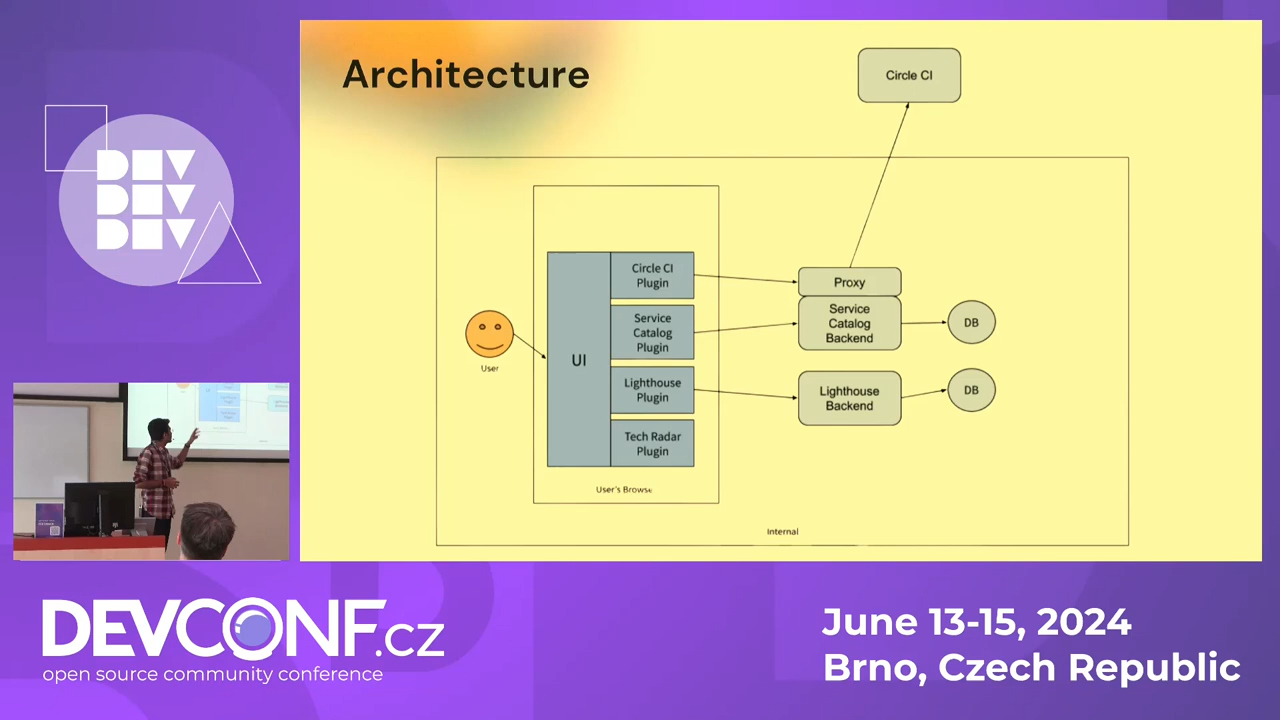 Architecture
Circle CI
DEV
DEV
DEV
Circle CI
Plugin
Service
Catalog
Plugin
Lighthouse
Plugin
Tech Radar
Plugin
UI
User
User's Browse
Proxy
Service
Catalog
Backend
DB
Lighthouse
Backend
DB
Internal
DEVCONF.cz
open source community conference
June 13-15, 2024
Brno, Czech Republic